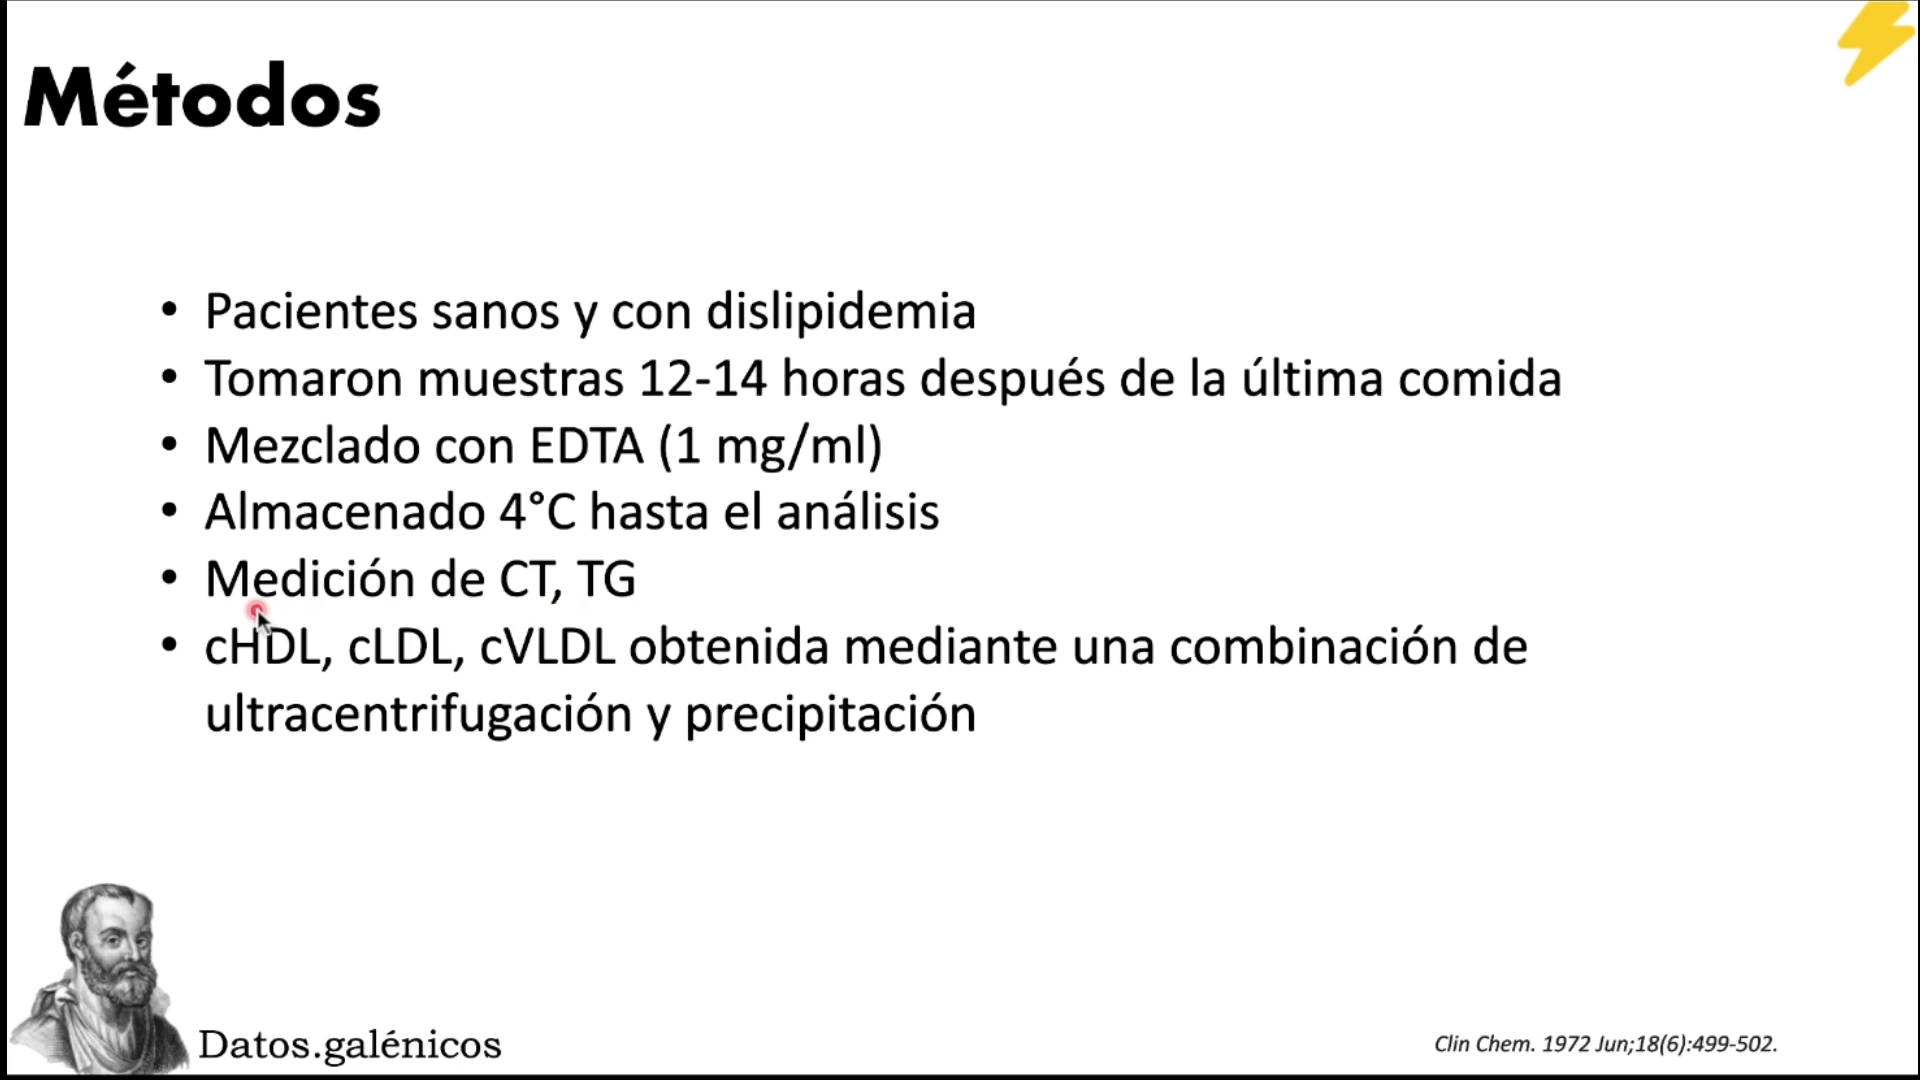 Métodos
• Pacientes sanos y con dislipidemia
• Tomaron muestras 12-14 horas después de la última comida
• Mezclado con EDTA (1 mg/ml)
• Almacenado 4°C hasta el análisis
• Medición de CT, TG
• cHDL, cLDL, cVLDL obtenida mediante una combinación de
ultracentrifugación y precipitación
Datos.galénicos
Clin Chem. 1972 Jun;18(6):499-502.